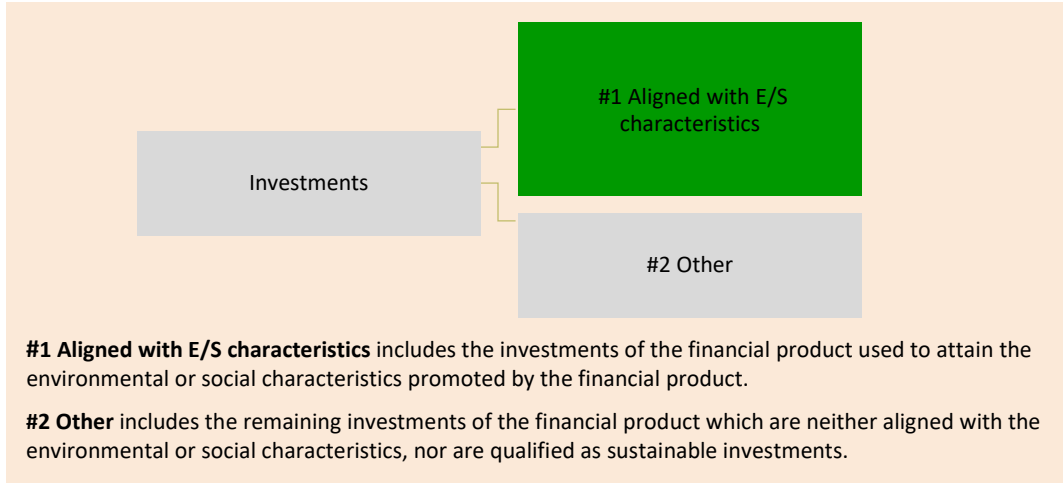 #1 Aligned with E/S
characteristics
Investments
#2 Other
#1 Aligned with E/S characteristics includes the investments of the financial product used to attain the
environmental or social characteristics promoted by the financial product.
#2 Other includes the remaining investments of the financial product which are neither aligned with the
environmental or social characteristics, nor are qualified as sustainable investments.